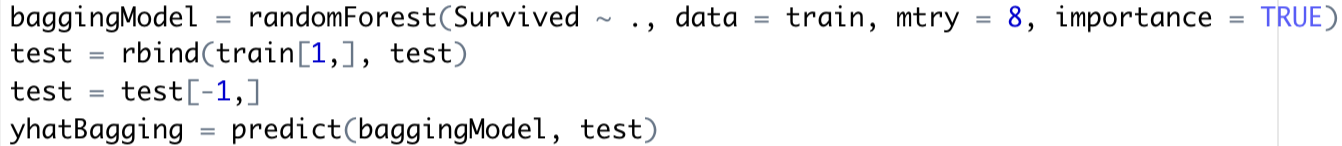 baggingModel = randomForest(Survived ~ ., data = train, mtry = 8, importance = TRUE)
test = rbind(train[1,], test)
test = test[-1,]
yhatBagging = predict(baggingModel, test)